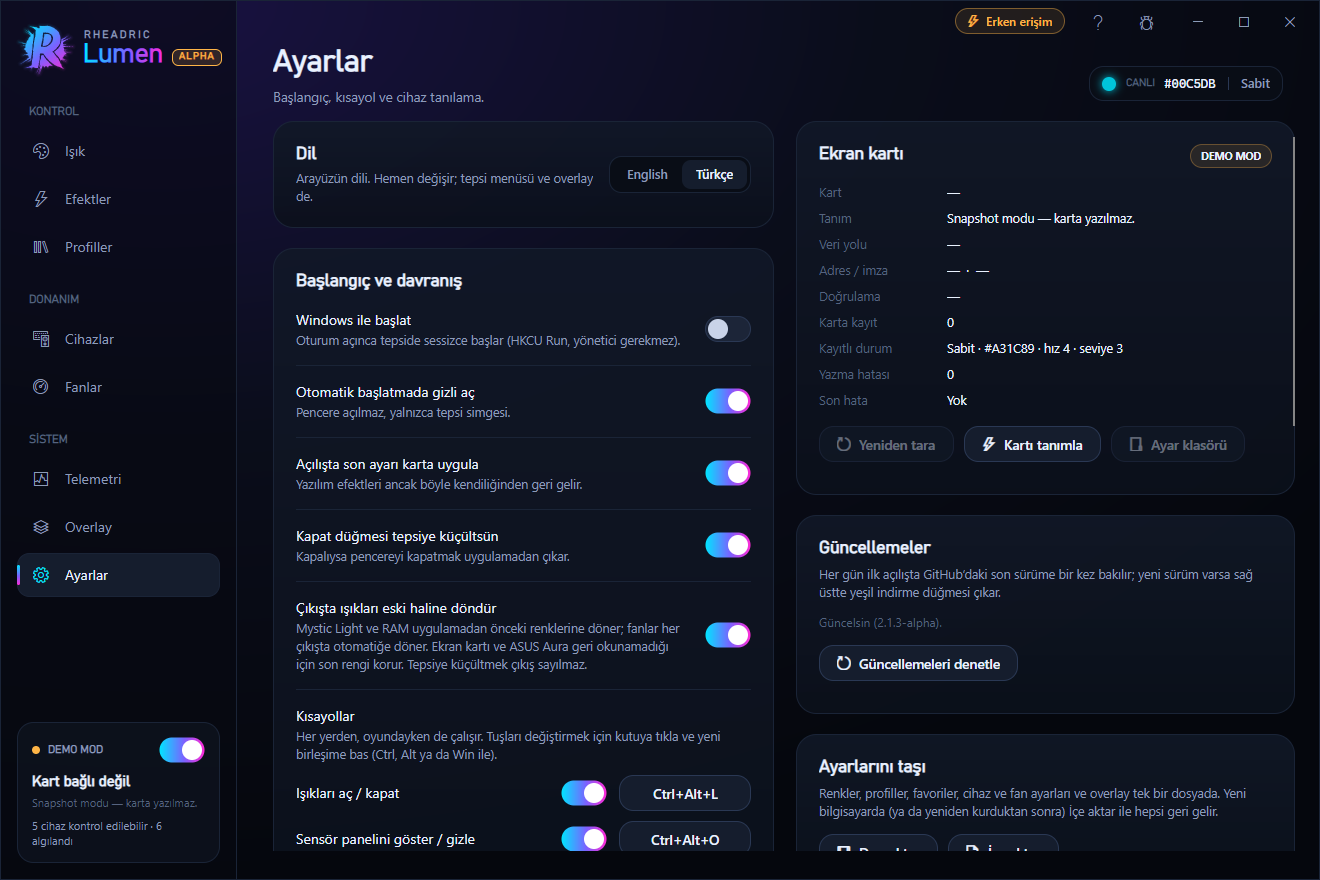 RHEADRIC
Lumen ALPHA
KONTROL
Işık
Efektler
Profiller
DONANIM
Cihazlar
Fanlar
SİSTEM
Telemetri
Overlay
Ayarlar
DEMO MOD
Kart bağlı değil
Snapshot modu — karta yazılmaz.
5 cihaz kontrol edilebilir · 6
algılandı
Erken erişim
Ayarlar
Başlangıç, kısayol ve cihaz tanılama.
CANLI #00C5DB Sabit
Dil
Arayüzün dili. Hemen değişir; tepsi menüsü ve overlay
de.
English Türkçe
Başlangıç ve davranış
Windows ile başlat
Oturum açınca tepside sessizce başlar (HKCU Run, yönetici gerekmez).
Otomatik başlatmada gizli aç
Pencere açılmaz, yalnızca tepsi simgesi.
Açılışta son ayarı karta uygula
Yazılım efektleri ancak böyle kendiliğinden geri gelir.
Kapat düğmesi tepsiye küçültsün
Kapalıysa pencereyi kapatmak uygulamadan çıkar.
Çıkışta ışıkları eski haline döndür
Mystic Light ve RAM uygulamadan önceki renklerine döner; fanlar her
çıkışta otomatiğe döner. Ekran kartı ve ASUS Aura geri okunamadığı
için son rengi korur. Tepsiye küçültmek çıkış sayılmaz.
Kısayollar
Her yerden, oyundayken de çalışır. Tuşları değiştirmek için kutuya tıkla ve yeni
birleşime bas (Ctrl, Alt ya da Win ile).
Işıkları aç / kapat Ctrl+Alt+L
Sensör panelini göster / gizle Ctrl+Alt+O
Ekran kartı DEMO MOD
Kart —
Tanım Snapshot modu — karta yazılmaz.
Veri yolu —
Adres / imza — · —
Doğrulama —
Karta kayıt 0
Kayıtlı durum Sabit · #A31C89 · hız 4 · seviye 3
Yazma hatası 0
Son hata Yok
Yeniden tara Kartı tanımla Ayar klasörü
Güncellemeler
Her gün ilk açılışta GitHub'daki son sürüme bir kez bakılır; yeni sürüm varsa sağ
üstte yeşil indirme düğmesi çıkar.
Güncelsin (2.1.3-alpha).
Güncellemeleri denetle
Ayarlarını taşı
Renkler, profiller, favoriler, cihaz ve fan ayarları ve overlay tek bir dosyada. Yeni
bilgisayarda (ya da yeniden kurduktan sonra) İçe aktar ile hepsi geri gelir.